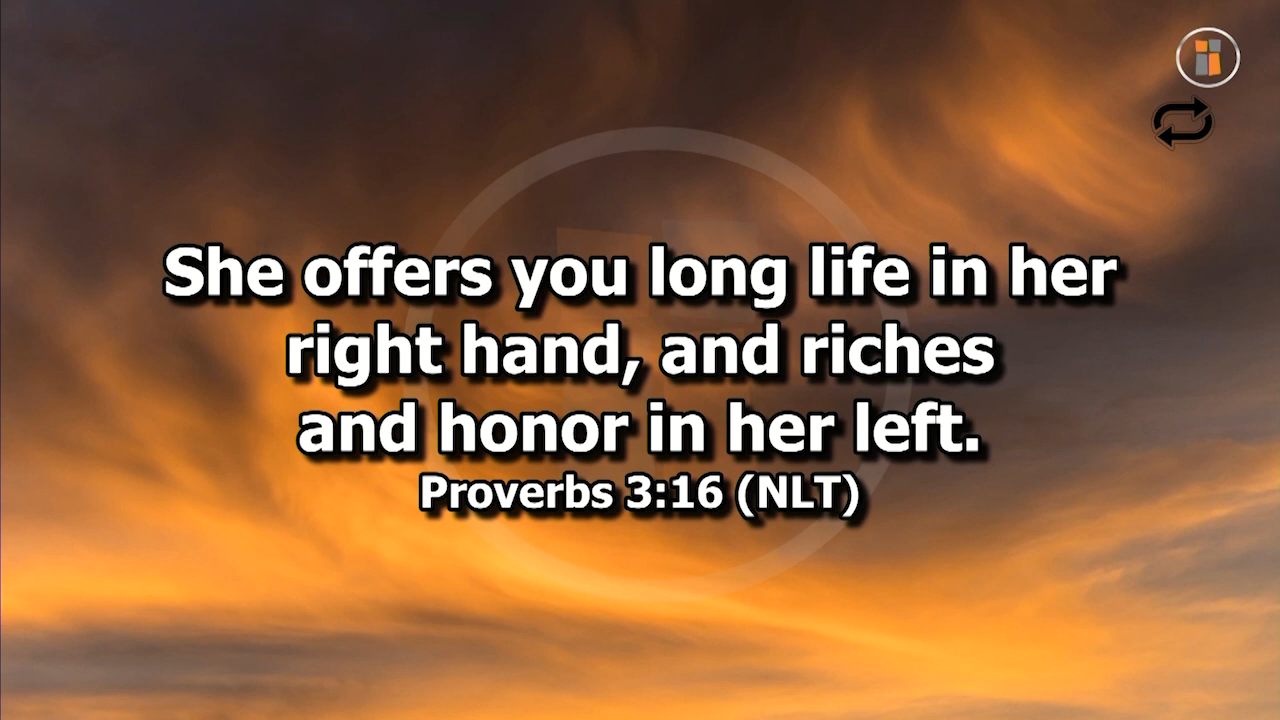 She offers you long life in her
right hand, and riches
and honor in her left.
Proverbs 3:16 (NLT)